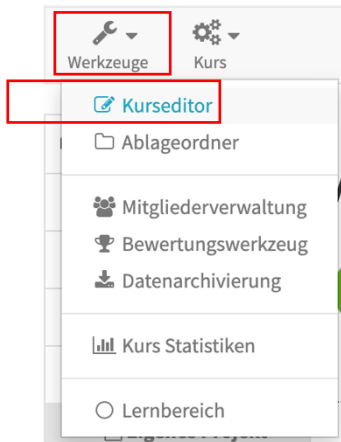 Werkzeuge
Kurs
Kurseditor
Ablageordner
Mitgliederverwaltung
Bewertungswerkzeug
Datenarchivierung
Kurs Statistiken
Lernbereich